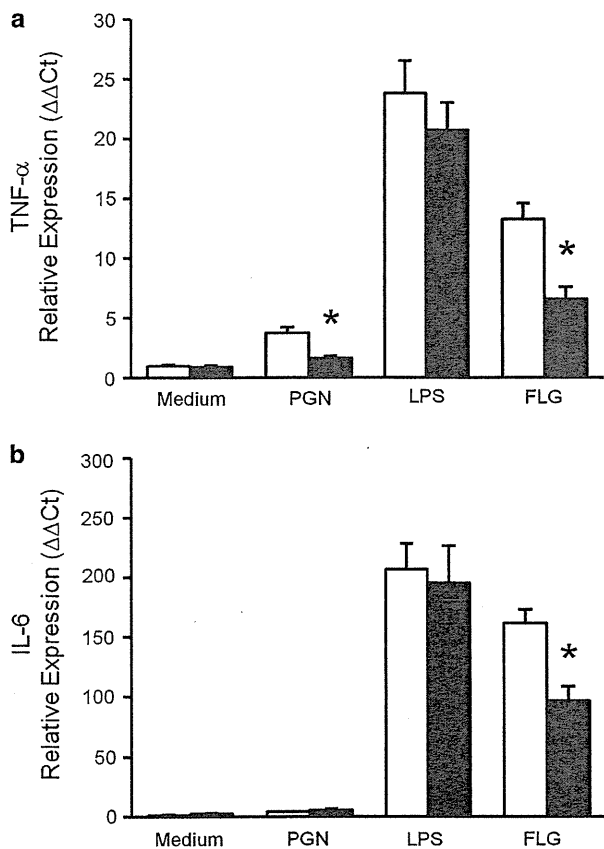 a
TNF-α
Relative Expression (ΔΔCt)
30
25
20
15
10
5
0
*
*
Medium PGN LPS FLG
b
IL-6
Relative Expression (ΔΔCt)
300
250
200
150
100
50
0
*
Medium PGN LPS FLG